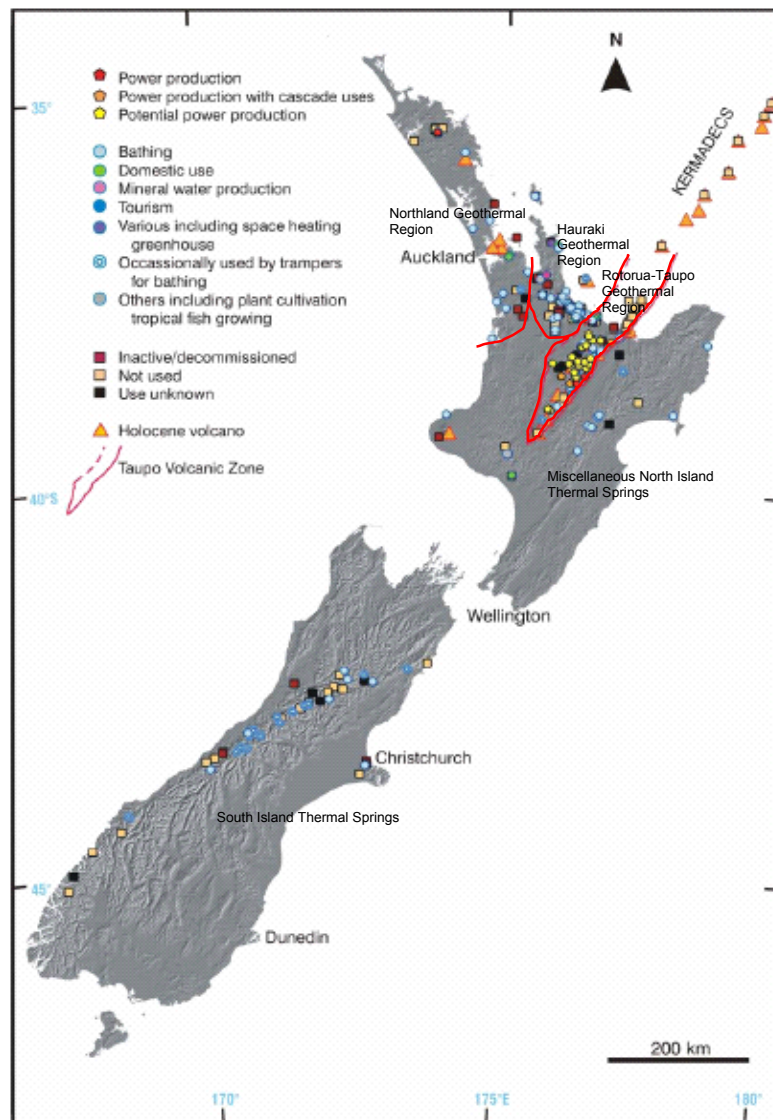 N
35°
Power production
Power production with cascade uses
Potential power production
Bathing
Domestic use
Mineral water production
Tourism
Various including space heating
greenhouse
Occassionally used by trampers
for bathing
Others including plant cultivation
tropical fish growing
Inactive/decommissioned
Not used
Use unknown
Holocene volcano
Taupo Volcanic Zone
KERMADECS
Northland Geothermal
Region
Auckland
Hauraki
Geothermal
Region
Rotorua-Taupo
Geothermal
Region
Miscellaneous North Island
Thermal Springs
40°S
Wellington
Christchurch
South Island Thermal Springs
45°
Dunedin
200 km
170°
175°E
180°